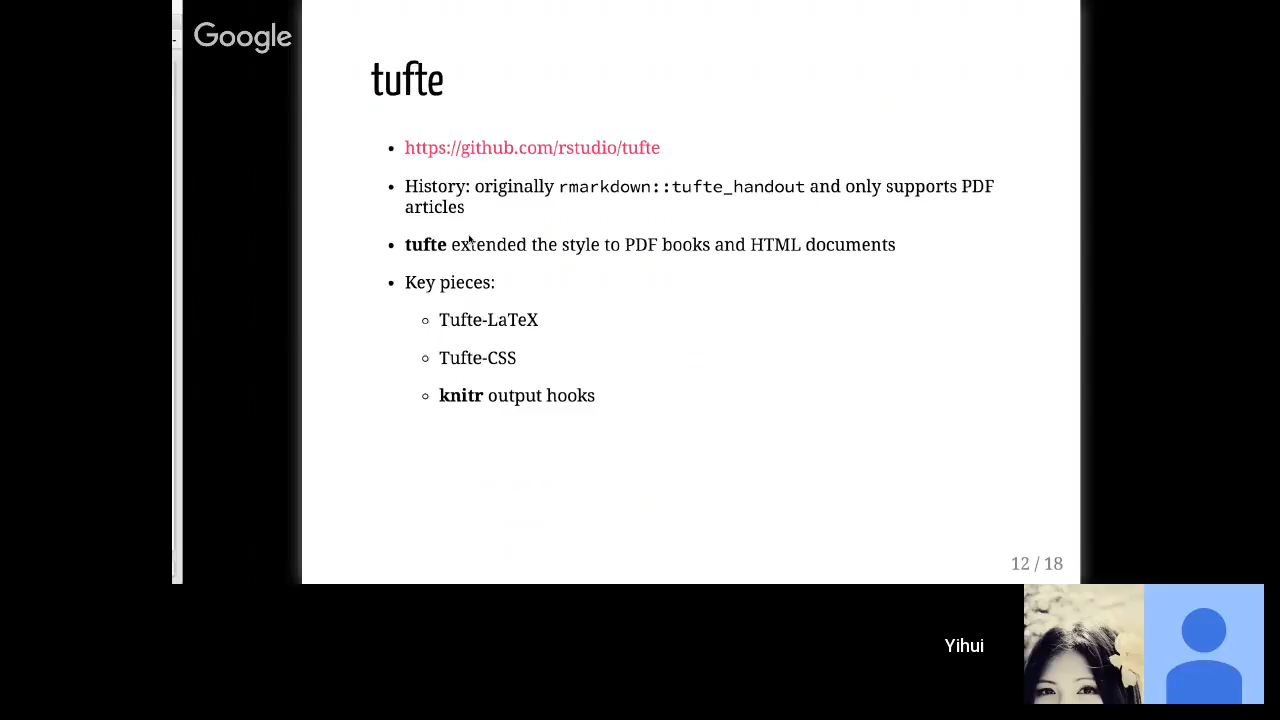 Google
tufte
https://github.com/rstudio/tufte
History: originally rmarkdown::tufte_handout and only supports PDF
articles
tufte extended the style to PDF books and HTML documents
Key pieces:
Tufte-LaTeX
Tufte-CSS
knitr output hooks
12 / 18
Yihui